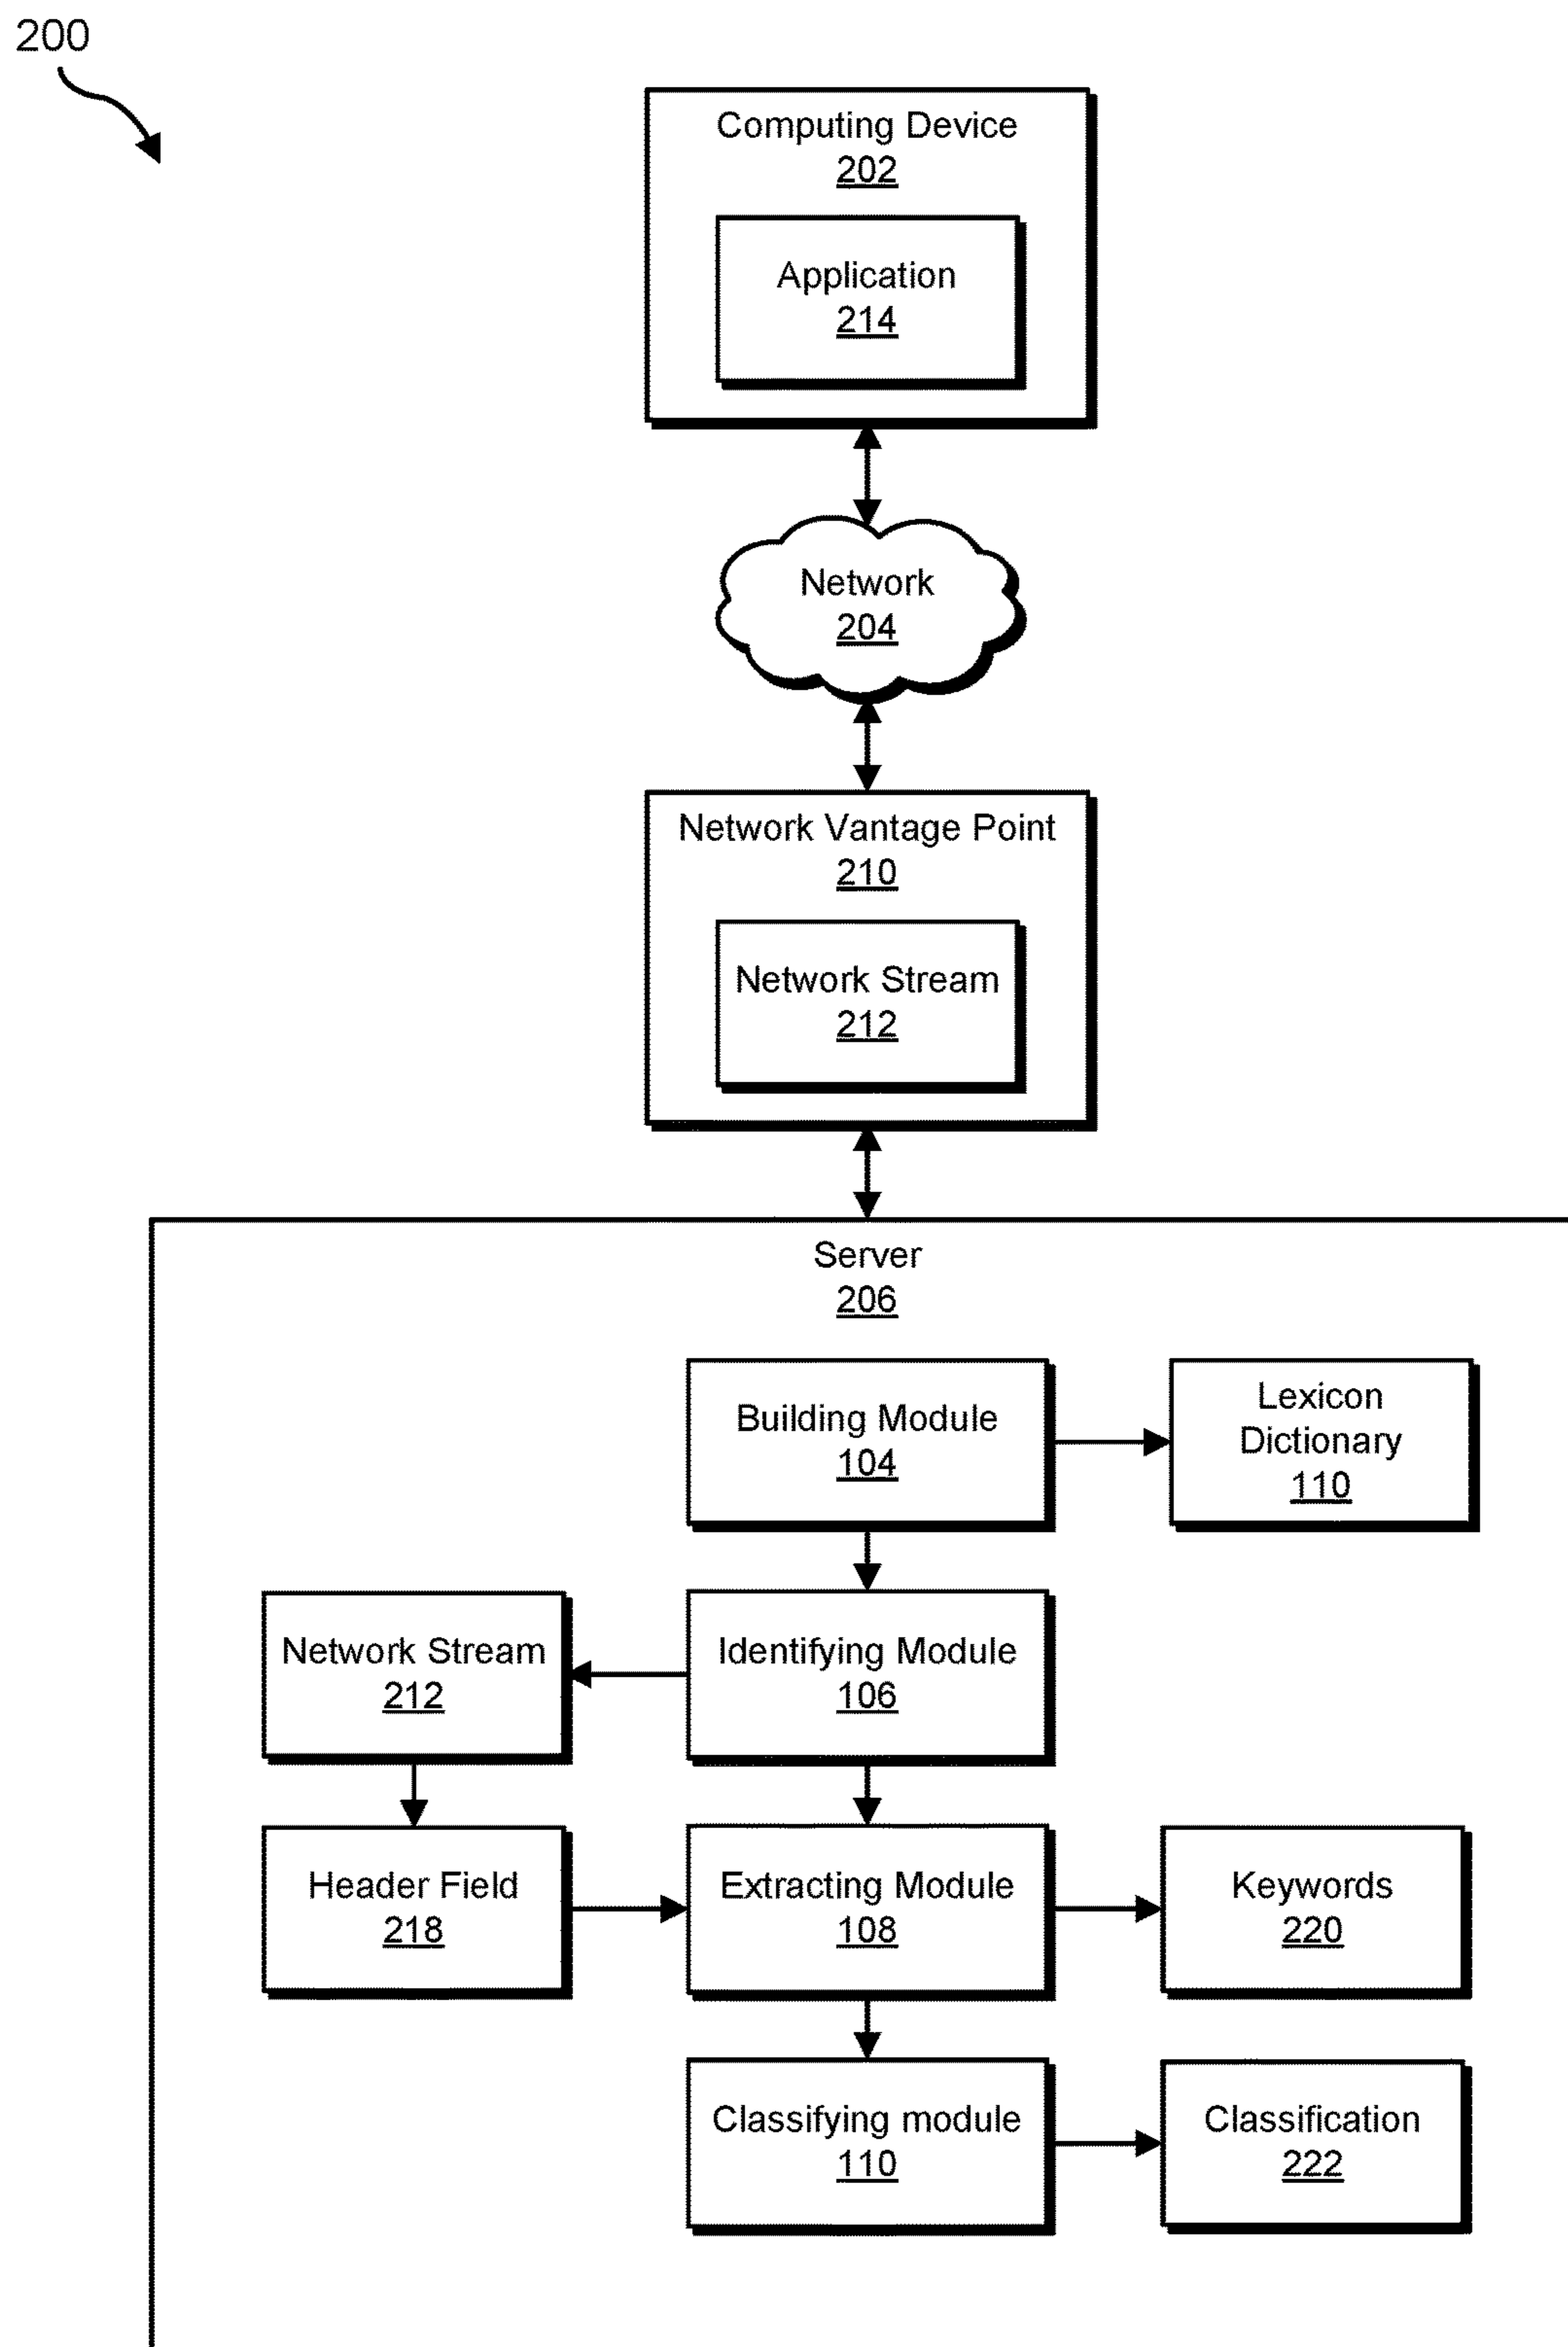 200
Computing Device
202
Application
214
Network
204
Network Vantage Point
210
Network Stream
212
Server
206
Building Module
104
Lexicon
Dictionary
110
Network Stream
212
Identifying Module
106
Header Field
218
Extracting Module
108
Keywords
220
Classifying module
110
Classification
222